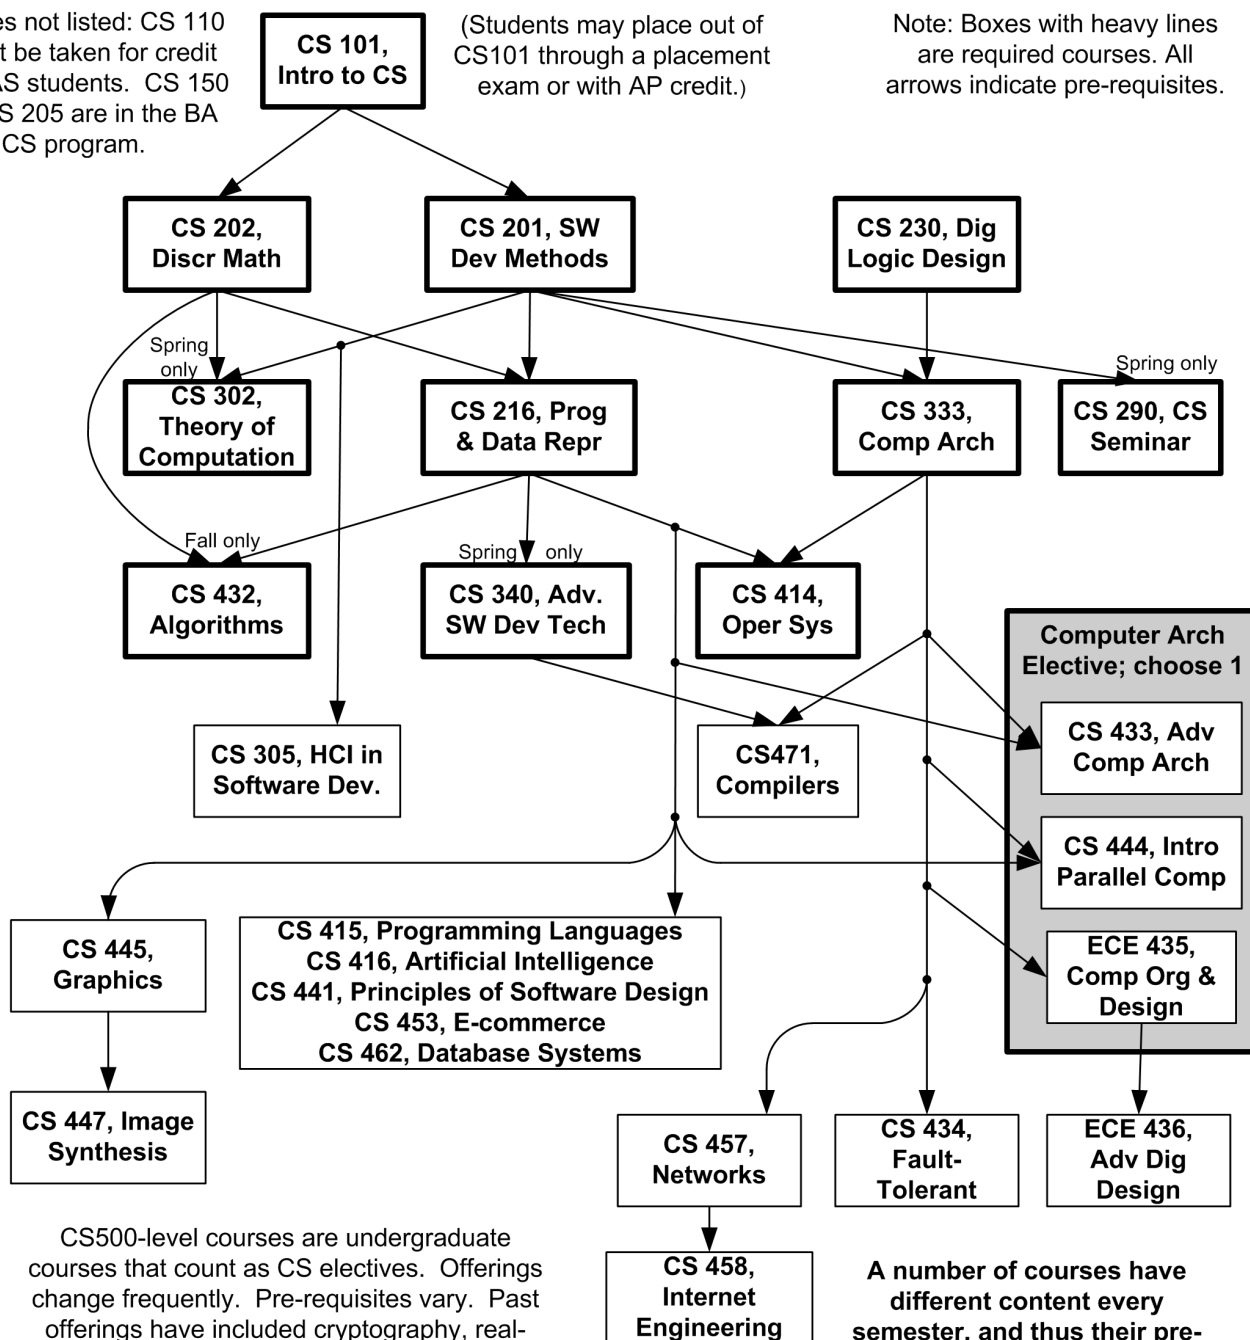 es not listed: CS 110
t be taken for credit
AS students.  CS 150
S 205 are in the BA
CS program.
CS 101,
Intro to CS
(Students may place out of
CS101 through a placement
exam or with AP credit.)
Note: Boxes with heavy lines
are required courses. All
arrows indicate pre-requisites.
CS 202,
Discr Math
CS 201, SW
Dev Methods
CS 230, Dig
Logic Design
Spring
only
CS 302,
Theory of
Computation
CS 216, Prog
& Data Repr
CS 333,
Comp Arch
Spring only
CS 290, CS
Seminar
Fall only
CS 432,
Algorithms
Spring only
CS 340, Adv.
SW Dev Tech
CS 414,
Oper Sys
Computer Arch
Elective; choose 1
CS 433, Adv
Comp Arch
CS 305, HCI in
Software Dev.
CS471,
Compilers
CS 444, Intro
Parallel Comp
CS 445,
Graphics
CS 415, Programming Languages
CS 416, Artificial Intelligence
CS 441, Principles of Software Design
CS 453, E-commerce
CS 462, Database Systems
ECE 435,
Comp Org &
Design
CS 447, Image
Synthesis
CS 457,
Networks
CS 434,
Fault-
Tolerant
ECE 436,
Adv Dig
Design
CS500-level courses are undergraduate
courses that count as CS electives.  Offerings
change frequently.  Pre-requisites vary.  Past
offerings have included cryptography, real-
CS 458,
Internet
Engineering
A number of courses have
different content every
semester, and thus their pre-